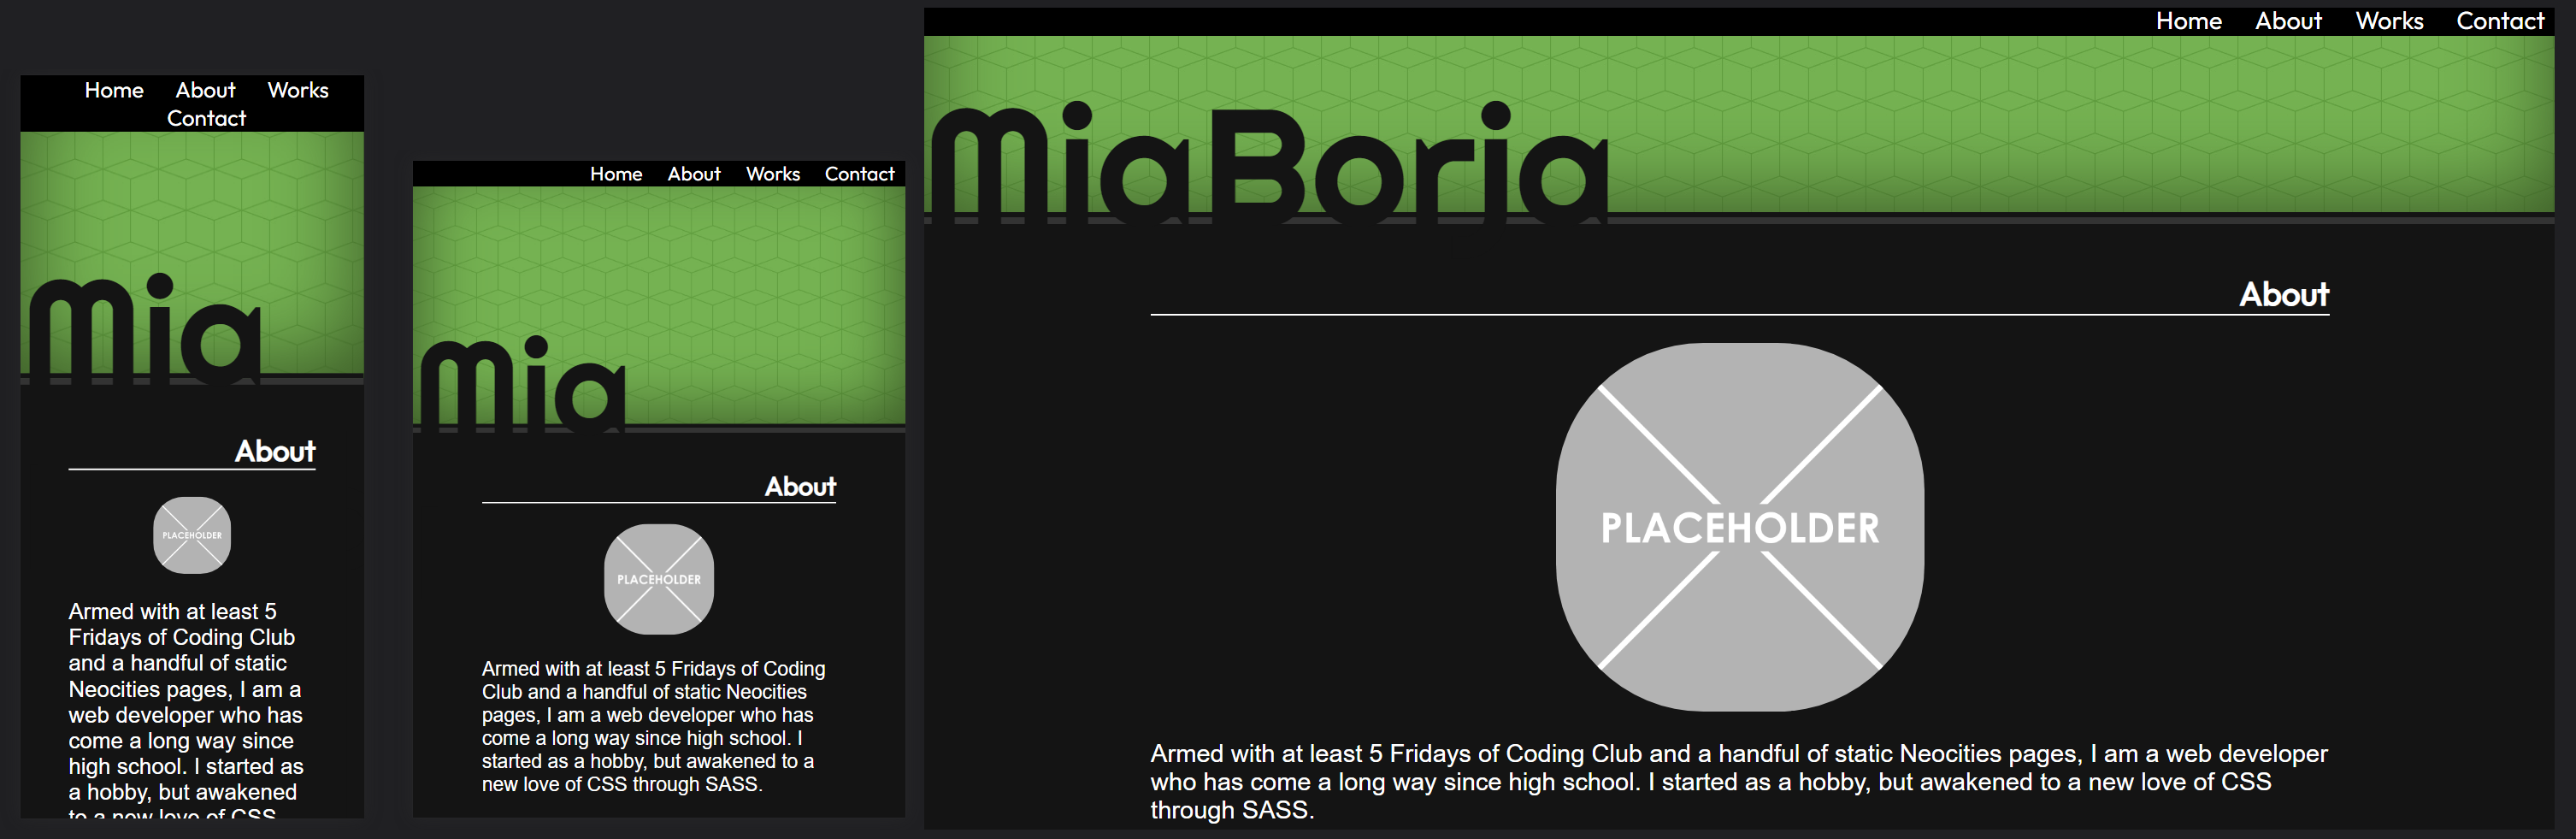 Home About Works
Contact
Mia
About
PLACEHOLDER
Armed with at least 5
Fridays of Coding Club
and a handful of static
Neocities pages, I am a
web developer who has
come a long way since
high school. I started as
a hobby, but awakened
to a new love of CSS
Home About Works Contact
Mia
About
PLACEHOLDER
Armed with at least 5 Fridays of Coding
Club and a handful of static Neocities
pages, I am a web developer who has
come a long way since high school. I
started as a hobby, but awakened to a
new love of CSS through SASS.
Home About Works Contact
MiaBorja
About
PLACEHOLDER
Armed with at least 5 Fridays of Coding Club and a handful of static Neocities pages, I am a web developer
who has come a long way since high school. I started as a hobby, but awakened to a new love of CSS
through SASS.